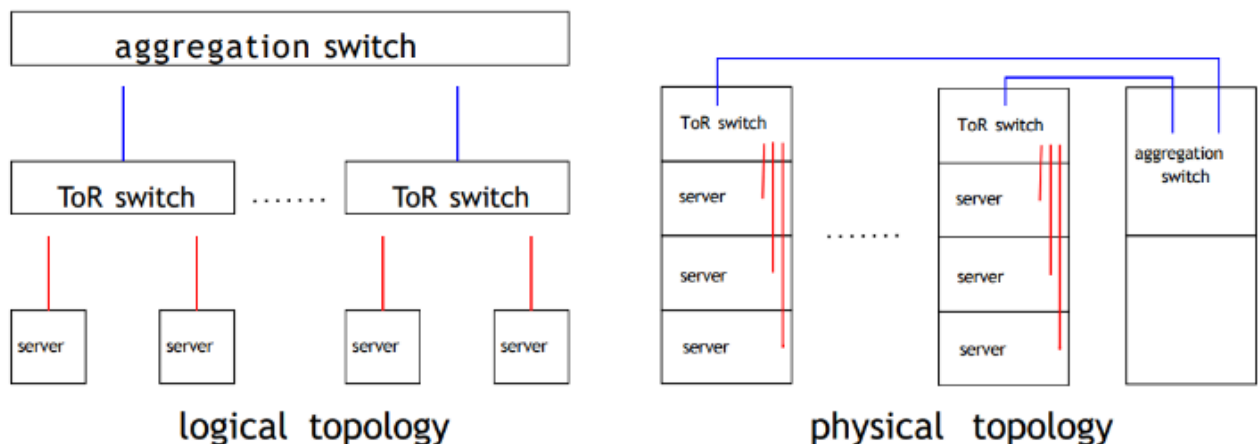 aggregation switch
ToR switch ....... ToR switch
server server server server
logical topology
ToR switch
server
server
server
.......
ToR switch
server
server
server
aggregation
switch
physical topology